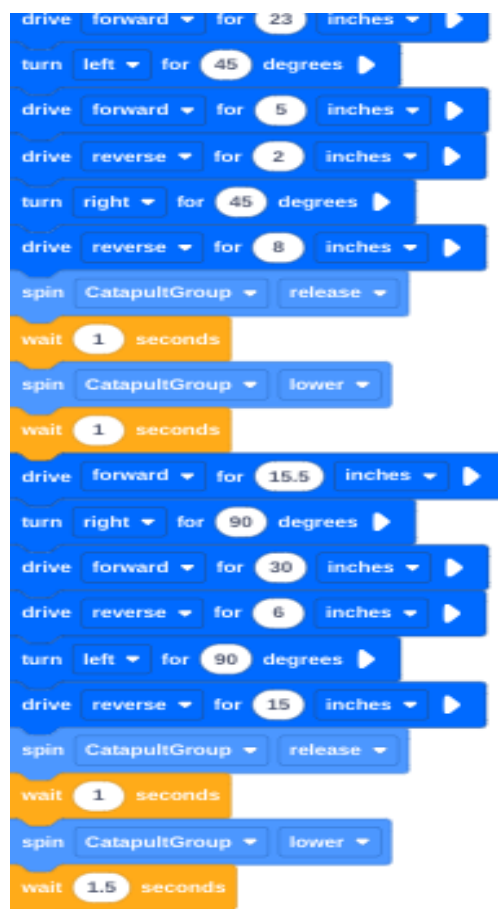 drive forward for 23 inches
turn left for 45 degrees
drive forward for 5 inches
drive reverse for 2 inches
turn right for 45 degrees
drive reverse for 8 inches
spin CatapultGroup release
wait 1 seconds
spin CatapultGroup lower
wait 1 seconds
drive forward for 15.5 inches
turn right for 90 degrees
drive forward for 30 inches
drive reverse for 6 inches
turn left for 90 degrees
drive reverse for 15 inches
spin CatapultGroup release
wait 1 seconds
spin CatapultGroup lower
wait 1.5 seconds